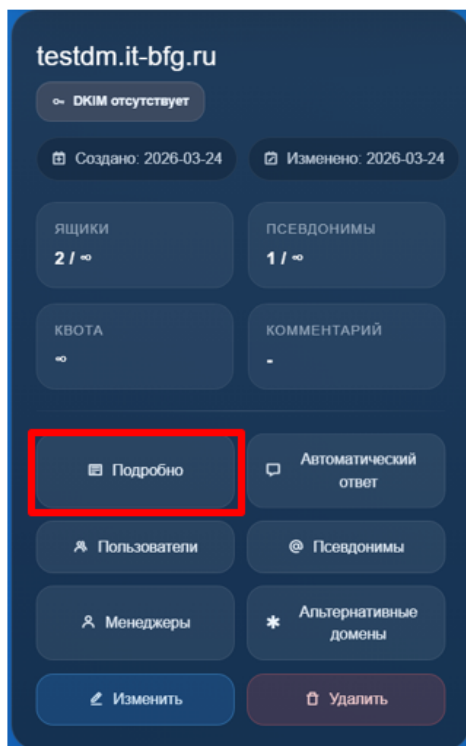 testdm.it-bfg.ru
DKIM отсутствует
Создано: 2026-03-24
Изменено: 2026-03-24
ЯЩИКИ
2 / ∞
ПСЕВДОНИМЫ
1 / ∞
КВОТА
∞
КОММЕНТАРИЙ
-
Подробно
Автоматический
ответ
Пользователи
@ Псевдонимы
Менеджеры
Альтернативные
домены
Изменить
Удалить